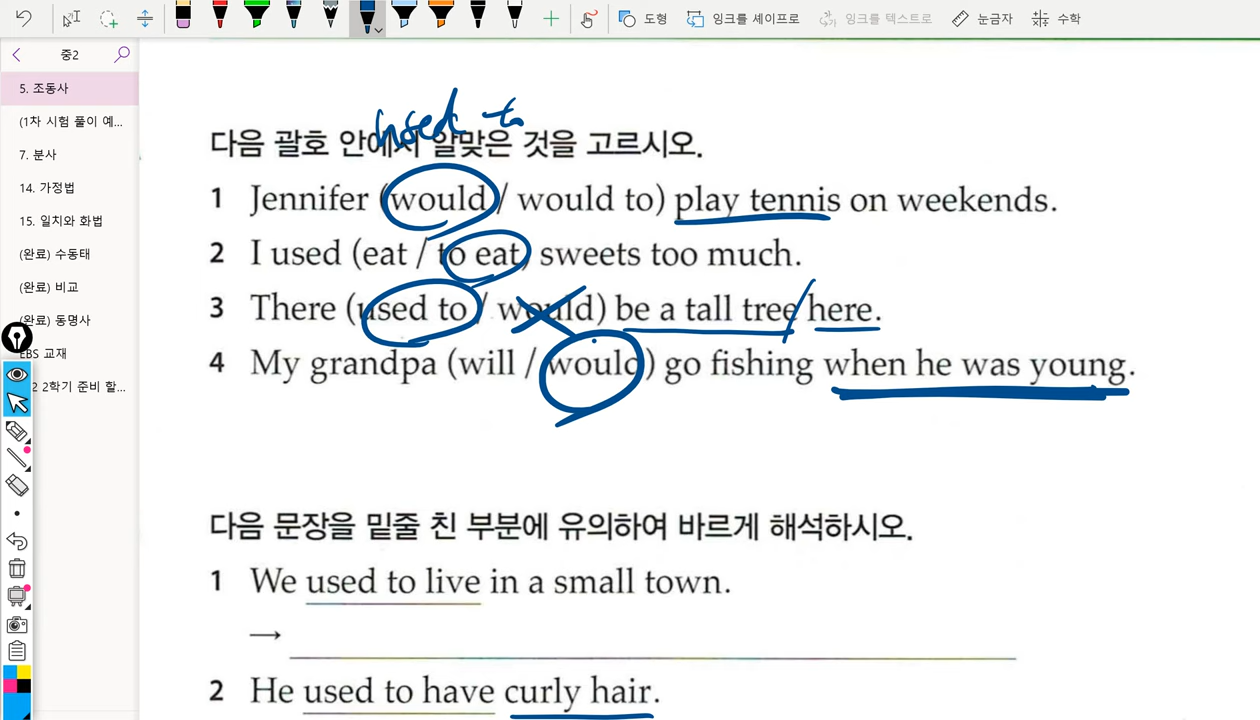 도형 잉크를 셰이프로 잉크를 텍스트로 눈금자 수학
중2
5. 조동사
(1차 시험 풀이 예...
7. 분사
14. 가정법
15. 일치와 화법
(완료) 수동태
(완료) 비교
(완료) 동명사
EBS 교재
2 2학기 준비 할...
used to
다음 괄호 안에서 알맞은 것을 고르시오.
1 Jennifer (would / would to) play tennis on weekends.
2 I used (eat / to eat) sweets too much.
3 There (used to / would) be a tall tree / here.
4 My grandpa (will / would) go fishing when he was young.
다음 문장을 밑줄 친 부분에 유의하여 바르게 해석하시오.
1 We used to live in a small town.
→
2 He used to have curly hair.